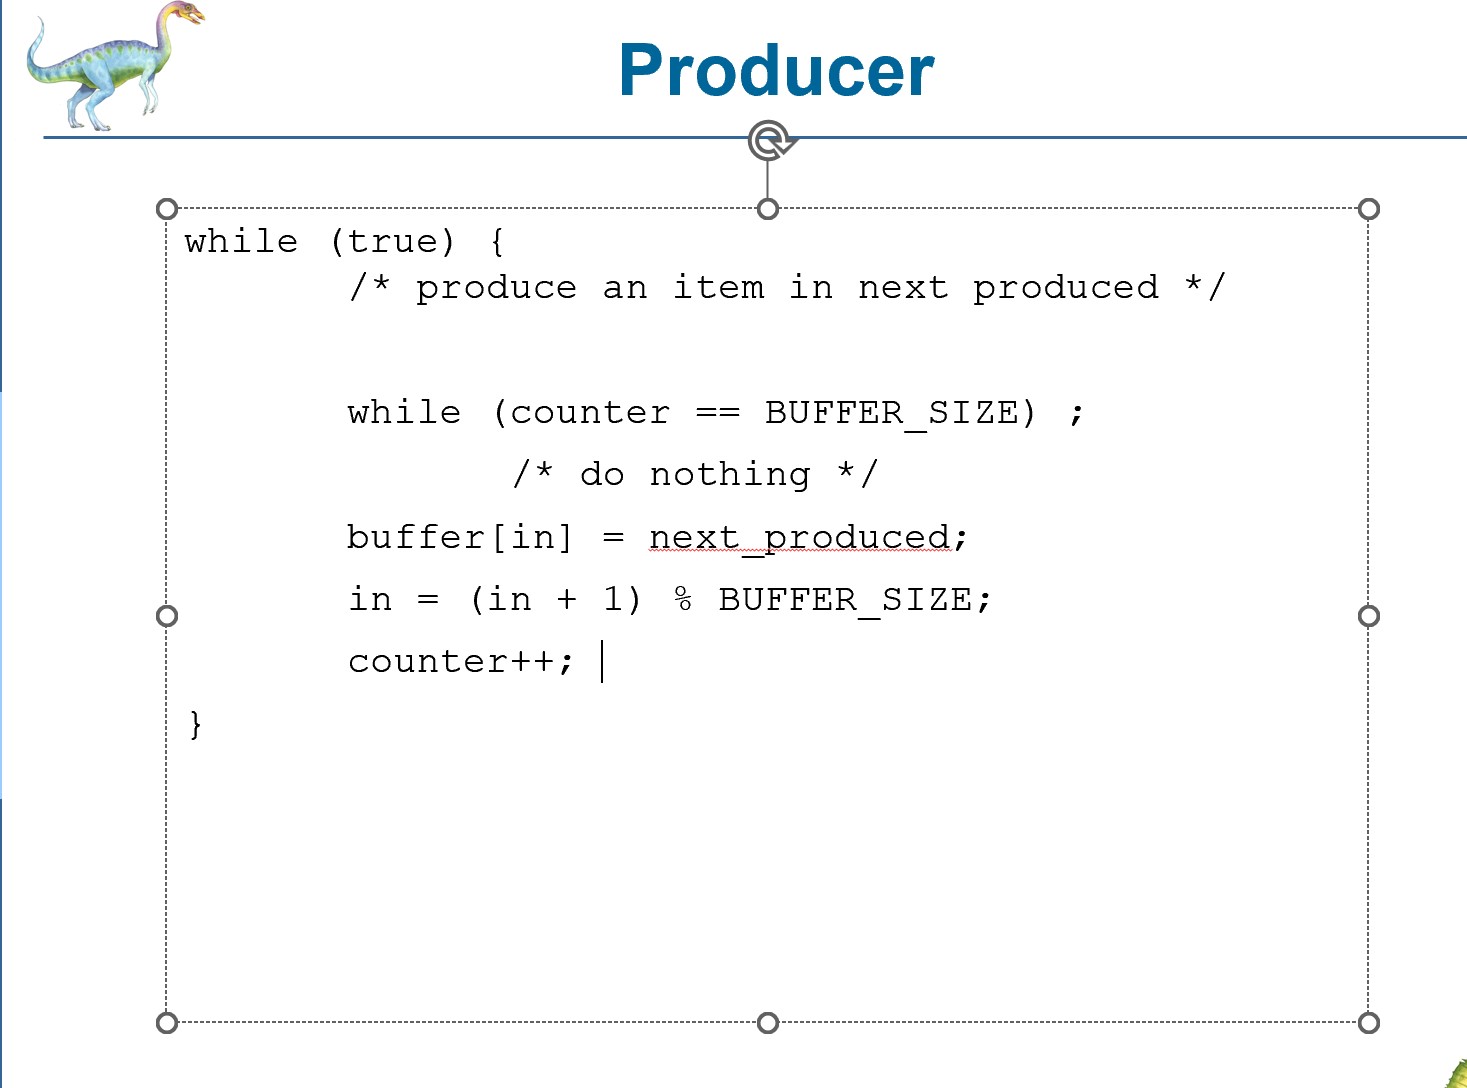 Producer
while (true) {
/* produce an item in next produced */
while (counter == BUFFER_SIZE) ;
/* do nothing */
buffer[in] = next_produced;
in = (in + 1) % BUFFER_SIZE;
counter++;
}